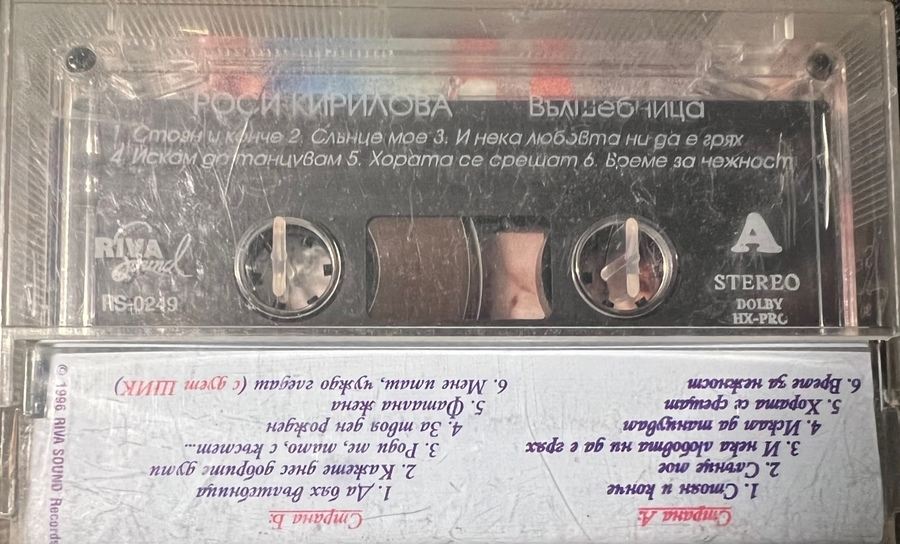 РОСИ КИРИЛОВА ВЪЛШЕБНИЦА
1. Стоян и конче 2. Слънце мое 3. И нека любовта ни да е грях
4. Искам да танцувам 5. Хората се срещат 6. Време за нежност
RIVA
Sound
RS-0249
A
STEREO
DOLBY
HX-PRO
Страна А:
1. Стоян и конче
2. Слънце мое
3. И нека любовта ни да е грях
4. Искам да танцувам
5. Хората се срещат
6. Време за нежност
Страна Б:
1. Да бях вълшебница
2. Кажете днес добрите думи
3. Роди ме, мамо, с късмет...
4. За твоя ден рожден
5. Фатална жена
6. Мене имаш, чуждо гледаш (с дует ШИК)
© 1996 RIVA SOUND Records